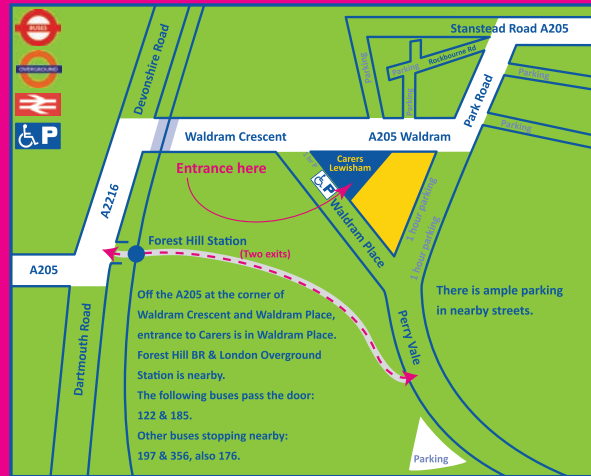 BUSES
OVERGROUND
P
Devonshire Road
Stanstead Road A205
Rockbourne Rd
Parking
Parking
Parking
Parking
Parking
Park Road
Waldram Crescent
A205 Waldram
Carers
Lewisham
Entrance here
P
Waldram Place
1 hour parking
1 hour parking
A2216
Forest Hill Station
(Two exits)
A205
Dartmouth Road
Off the A205 at the corner of
Waldram Crescent and Waldram Place,
entrance to Carers is in Waldram Place.
Forest Hill BR & London Overground
Station is nearby.
The following buses pass the door:
122 & 185.
Other buses stopping nearby:
197 & 356, also 176.
There is ample parking
in nearby streets.
Perry Vale
Parking